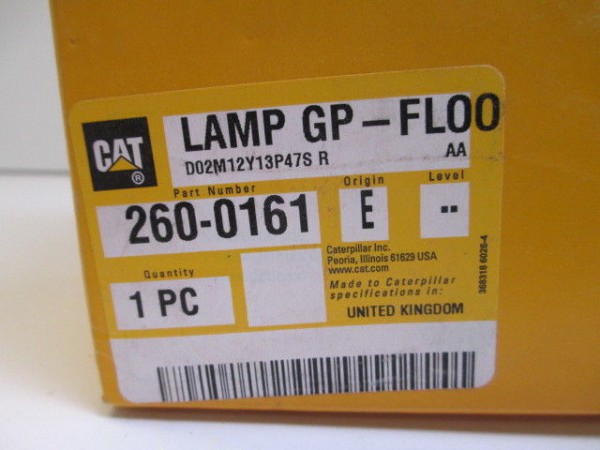 CAT ®
LAMP GP-FLOO
D02M12Y13P47S R AA
Part Number Origin Level
260-0161 E --
Caterpillar Inc.
Peoria, Illinois 61629 USA
www.cat.com
Quantity
1 PC
Made to Caterpillar
specifications in:
UNITED KINGDOM
368318 6026-4